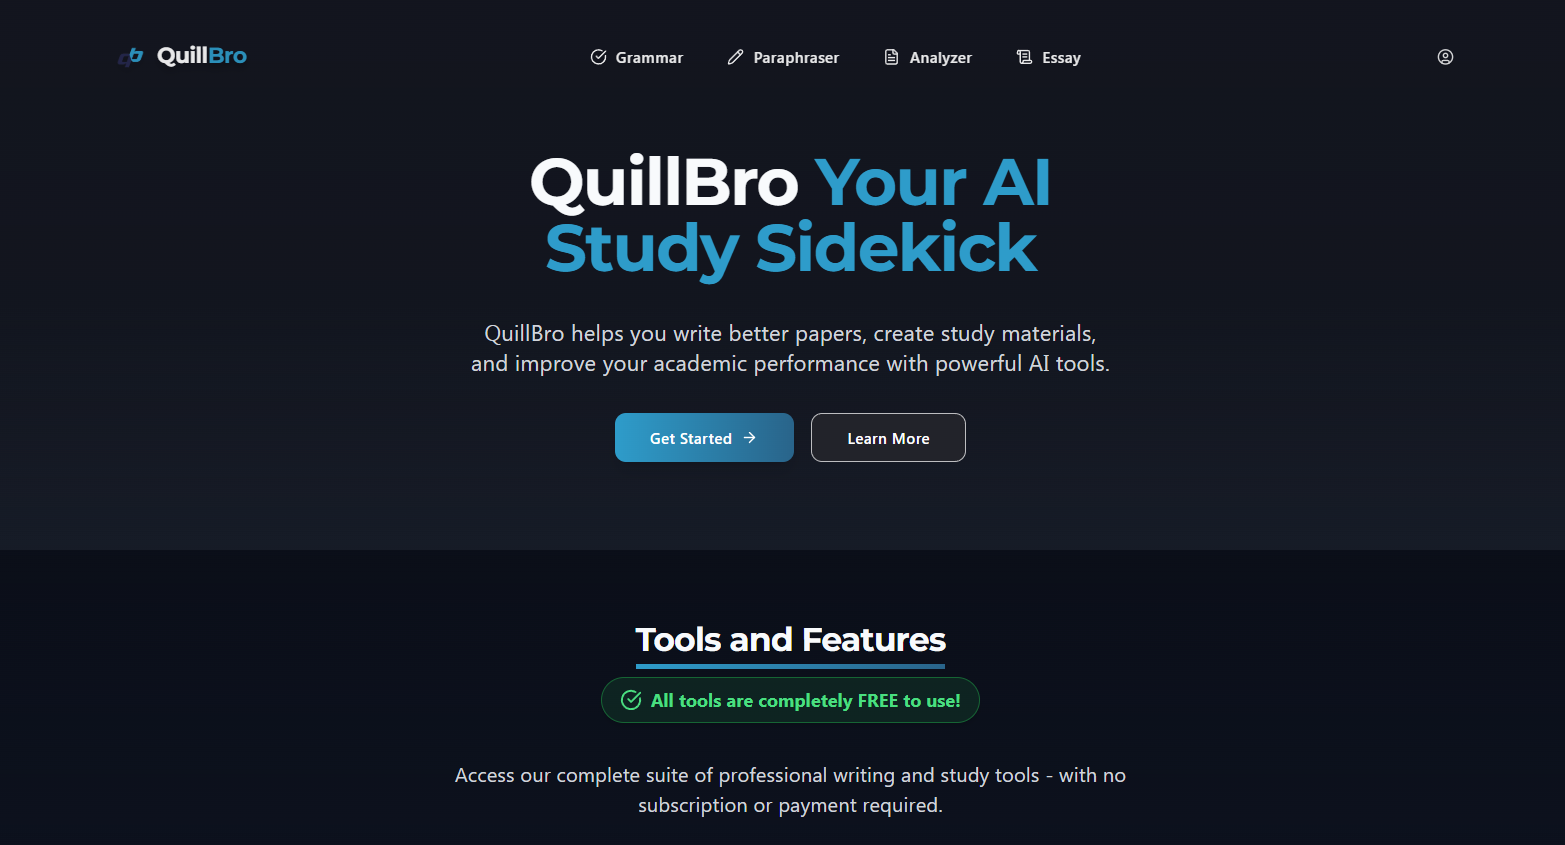 QuillBro
Grammar
Paraphraser
Analyzer
Essay
QuillBro Your AI
Study Sidekick
QuillBro helps you write better papers, create study materials,
and improve your academic performance with powerful AI tools.
Get Started
Learn More
Tools and Features
All tools are completely FREE to use!
Access our complete suite of professional writing and study tools - with no
subscription or payment required.